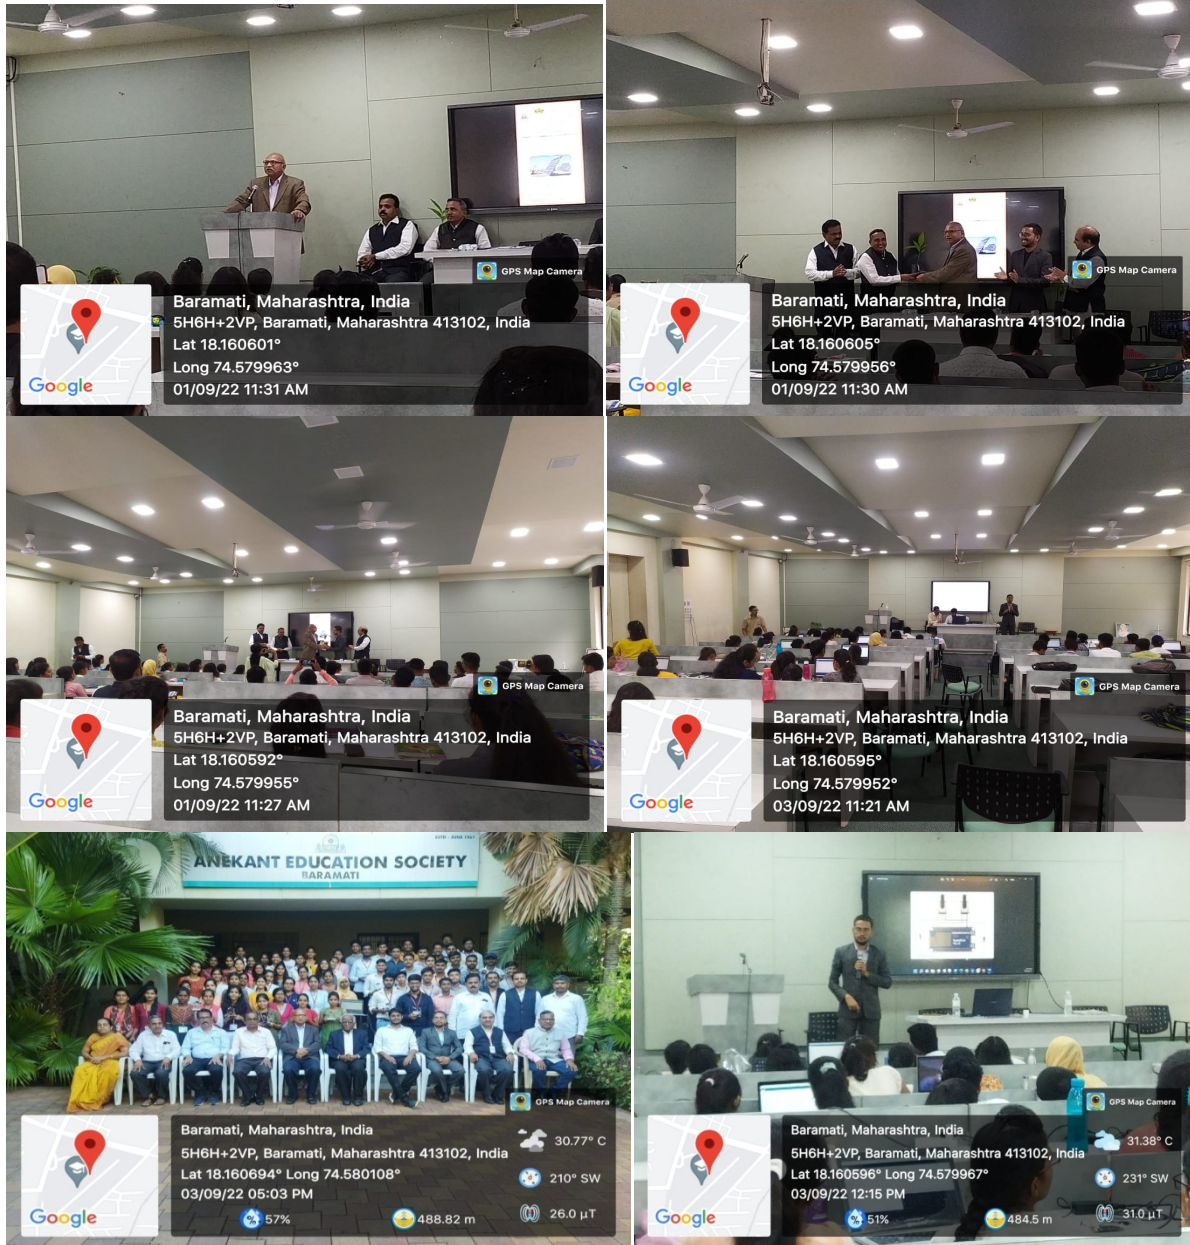 GPS Map Camera
Baramati, Maharashtra, India
5H6H+2VP, Baramati, Maharashtra 413102, India
Lat 18.160601°
Long 74.579963°
01/09/22 11:31 AM
Google
GPS Map Camera
Baramati, Maharashtra, India
5H6H+2VP, Baramati, Maharashtra 413102, India
Lat 18.160605°
Long 74.579956°
01/09/22 11:30 AM
Google
GPS Map Camera
Baramati, Maharashtra, India
5H6H+2VP, Baramati, Maharashtra 413102, India
Lat 18.160592°
Long 74.579955°
01/09/22 11:27 AM
Google
GPS Map Camera
Baramati, Maharashtra, India
5H6H+2VP, Baramati, Maharashtra 413102, India
Lat 18.160595°
Long 74.579952°
03/09/22 11:21 AM
Google
ANEKANT EDUCATION SOCIETY
BARAMATI
GPS Map Camera
Baramati, Maharashtra, India
5H6H+2VP, Baramati, Maharashtra 413102, India
Lat 18.160694° Long 74.580108°
03/09/22 05:03 PM
30.77° C
210° SW
57%
488.82 m
26.0 µT
Google
GPS Map Camera
Baramati, Maharashtra, India
5H6H+2VP, Baramati, Maharashtra 413102, India
Lat 18.160596° Long 74.579967°
03/09/22 12:15 PM
31.38° C
231° SW
51%
484.5 m
31.0 µT
Google